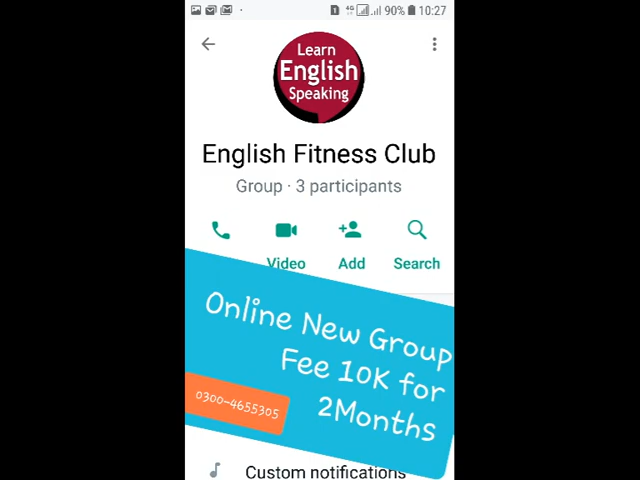 90% 10:27
Learn
English
Speaking
English Fitness Club
Group · 3 participants
Video Add Search
Online New Group
Fee 10K for
2Months
0300-4655305
Custom notifications